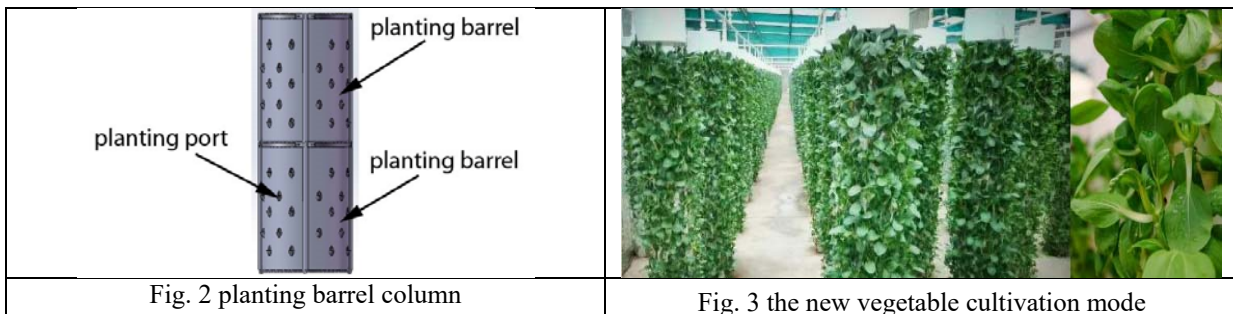 planting barrel
planting port
planting barrel
Fig. 2 planting barrel column
Fig. 3 the new vegetable cultivation mode